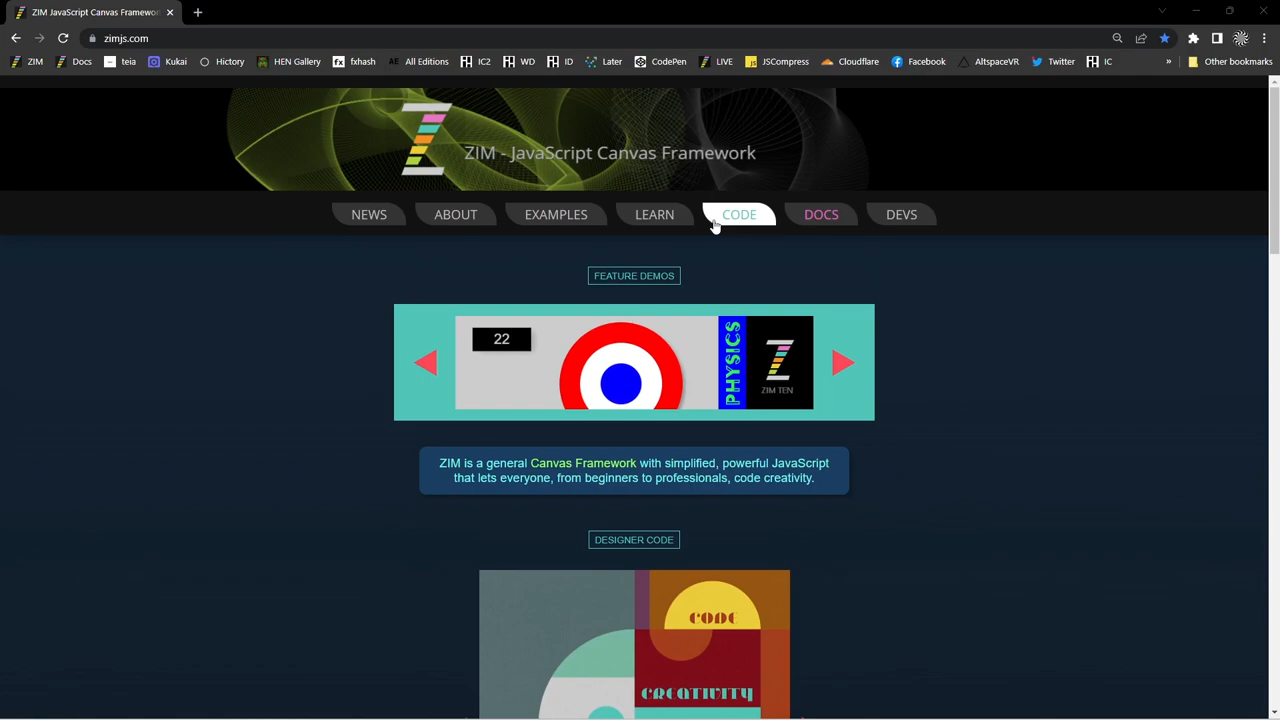 ZIM JavaScript Canvas Framewor
zimjs.com
ZIM Docs teia Kukai Hictory HEN Gallery fxhash All Editions IC2 WD ID Later CodePen LIVE JSCompress Cloudflare Facebook AltspaceVR Twitter IC » Other bookmarks
ZIM - JavaScript Canvas Framework
NEWS ABOUT EXAMPLES LEARN CODE DOCS DEVS
FEATURE DEMOS
22
PHYSICS
ZIM TEN
ZIM is a general Canvas Framework with simplified, powerful JavaScript
that lets everyone, from beginners to professionals, code creativity.
DESIGNER CODE
CODE
CREATIVITY